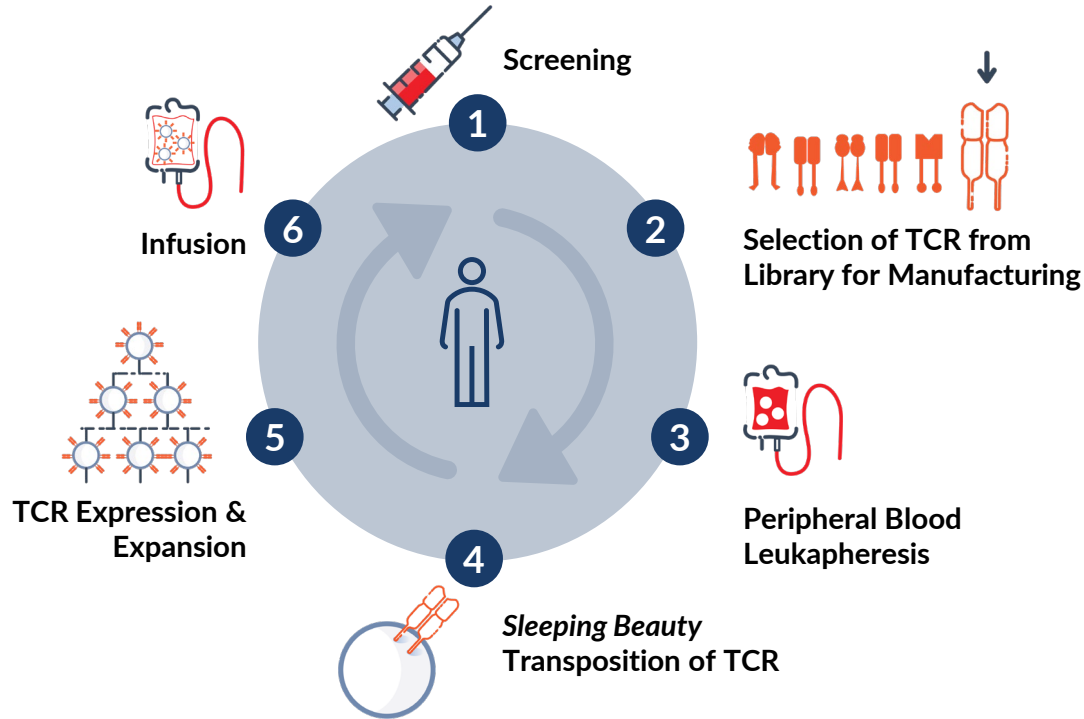 1
Screening
2
Selection of TCR from
Library for Manufacturing
3
Peripheral Blood
Leukapheresis
4
Sleeping Beauty
Transposition of TCR
5
TCR Expression &
Expansion
6
Infusion